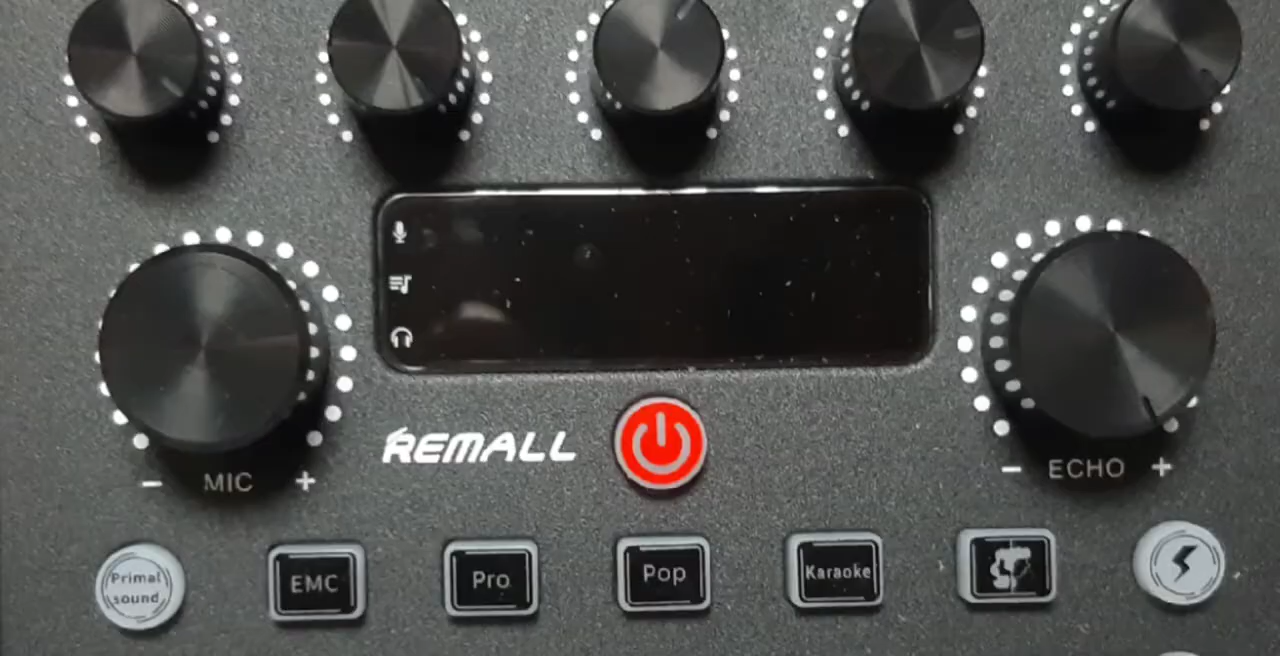 REMALL
- MIC +
- ECHO +
Primal
sound
EMC
Pro
Pop
Karaoke